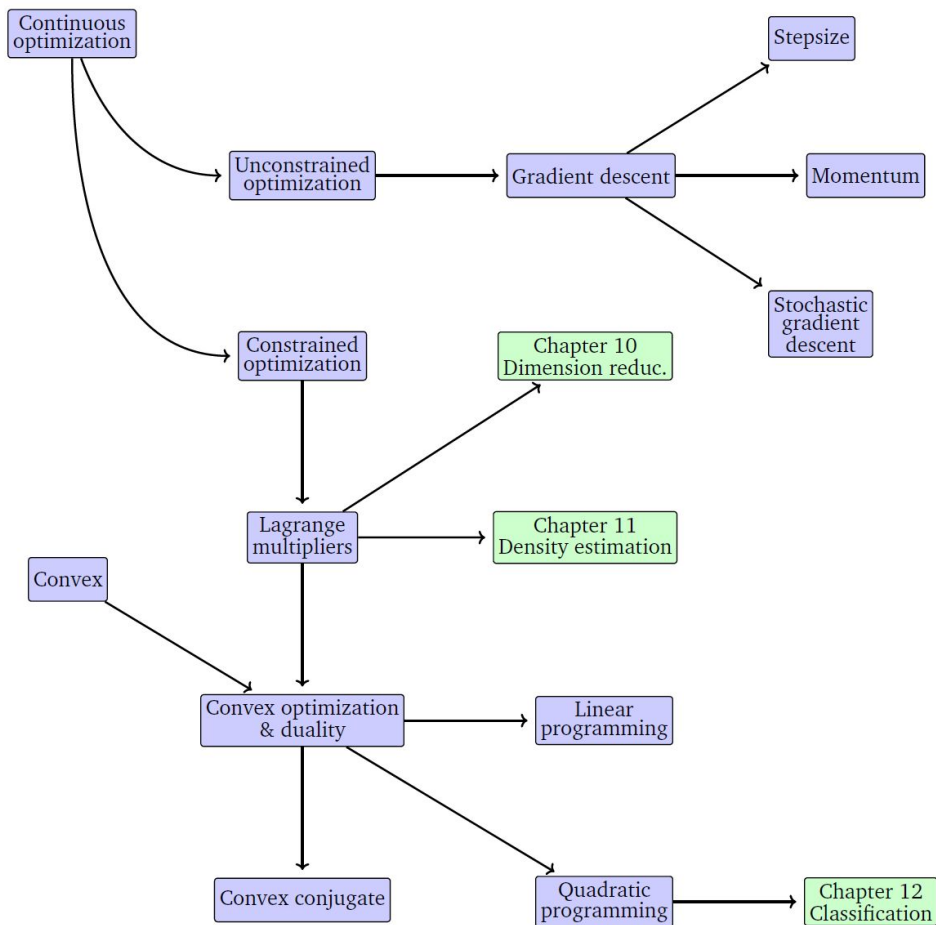 Continuous
optimization
Stepsize
Unconstrained
optimization
Gradient descent
Momentum
Stochastic
gradient
descent
Constrained
optimization
Chapter 10
Dimension reduc.
Lagrange
multipliers
Chapter 11
Density estimation
Convex
Convex optimization
& duality
Linear
programming
Convex conjugate
Quadratic
programming
Chapter 12
Classification